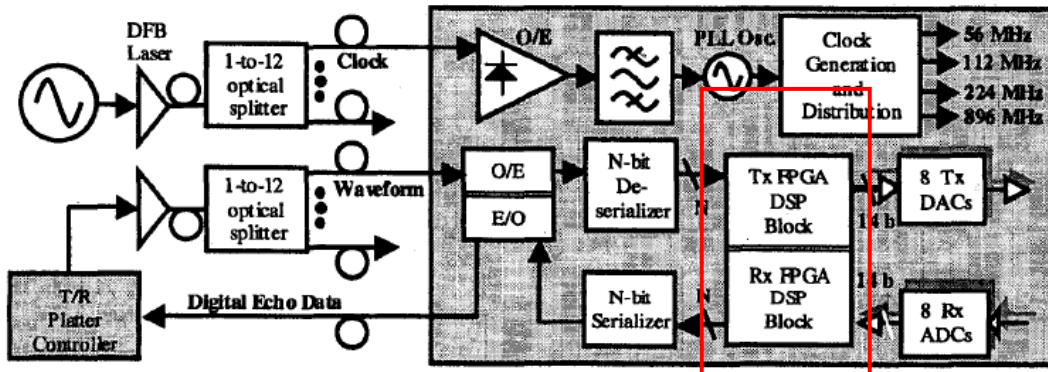 DFB
Laser
1-to-12
optical
splitter
Clock
O/E
PLL Osc.
Clock
Generation
and
Distribution
56 MHz
112 MHz
224 MHz
896 MHz
1-to-12
optical
splitter
Waveform
O/E
E/O
N-bit
De-
serializer
N
Tx FPGA
DSP
Block
14 b
8 Tx
DACs
T/R
Platter
Controller
Digital Echo Data
N-bit
Serializer
N
Rx FPGA
DSP
Block
14 b
8 Rx
ADCs